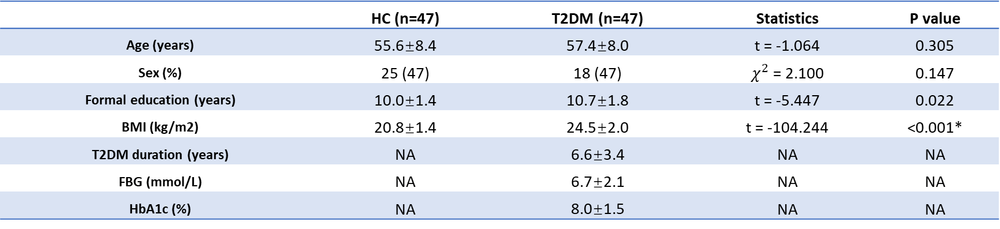 HC (n=47) T2DM (n=47) Statistics P value
Age (years) 55.6±8.4 57.4±8.0 t = -1.064 0.305
Sex (%) 25 (47) 18 (47) χ² = 2.100 0.147
Formal education (years) 10.0±1.4 10.7±1.8 t = -5.447 0.022
BMI (kg/m2) 20.8±1.4 24.5±2.0 t = -104.244 <0.001*
T2DM duration (years) NA 6.6±3.4 NA NA
FBG (mmol/L) NA 6.7±2.1 NA NA
HbA1c (%) NA 8.0±1.5 NA NA